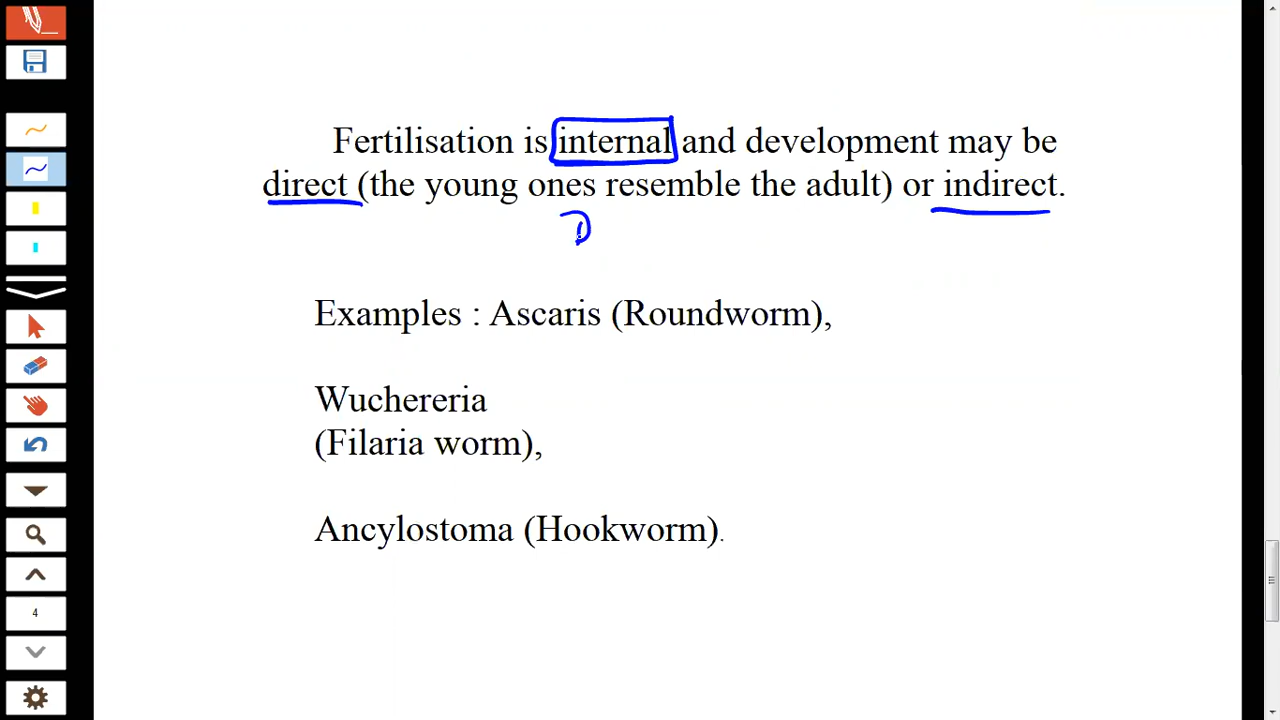 Fertilisation is internal and development may be
direct (the young ones resemble the adult) or indirect.
D
Examples : Ascaris (Roundworm),
Wuchereria
(Filaria worm),
Ancylostoma (Hookworm).
4